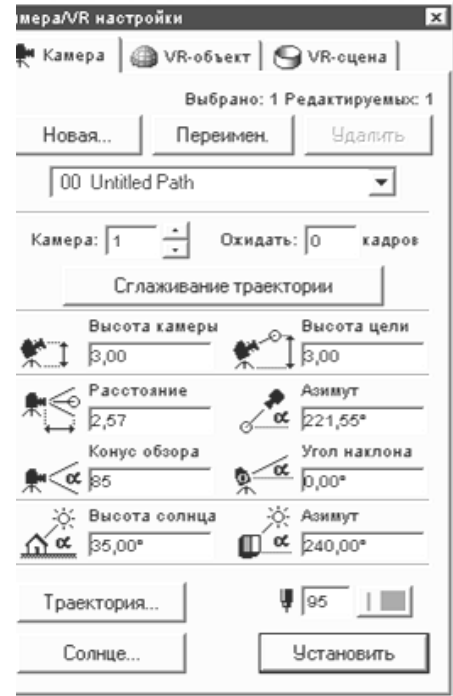 амера/VR настройки
Камера VR-объект VR-сцена
Выбрано: 1 Редактируемых: 1
Новая... Переимен. Удалить
00 Untitled Path
Камера: 1 Ожидать: 0 кадров
Сглаживание траектории
Высота камеры Высота цели
3,00 3,00
Расстояние Азимут
2,57 α 221,55°
Конус обзора Угол наклона
α 85 α 0,00°
Высота солнца Азимут
α 35,00° α 240,00°
Траектория... 95
Солнце... Установить